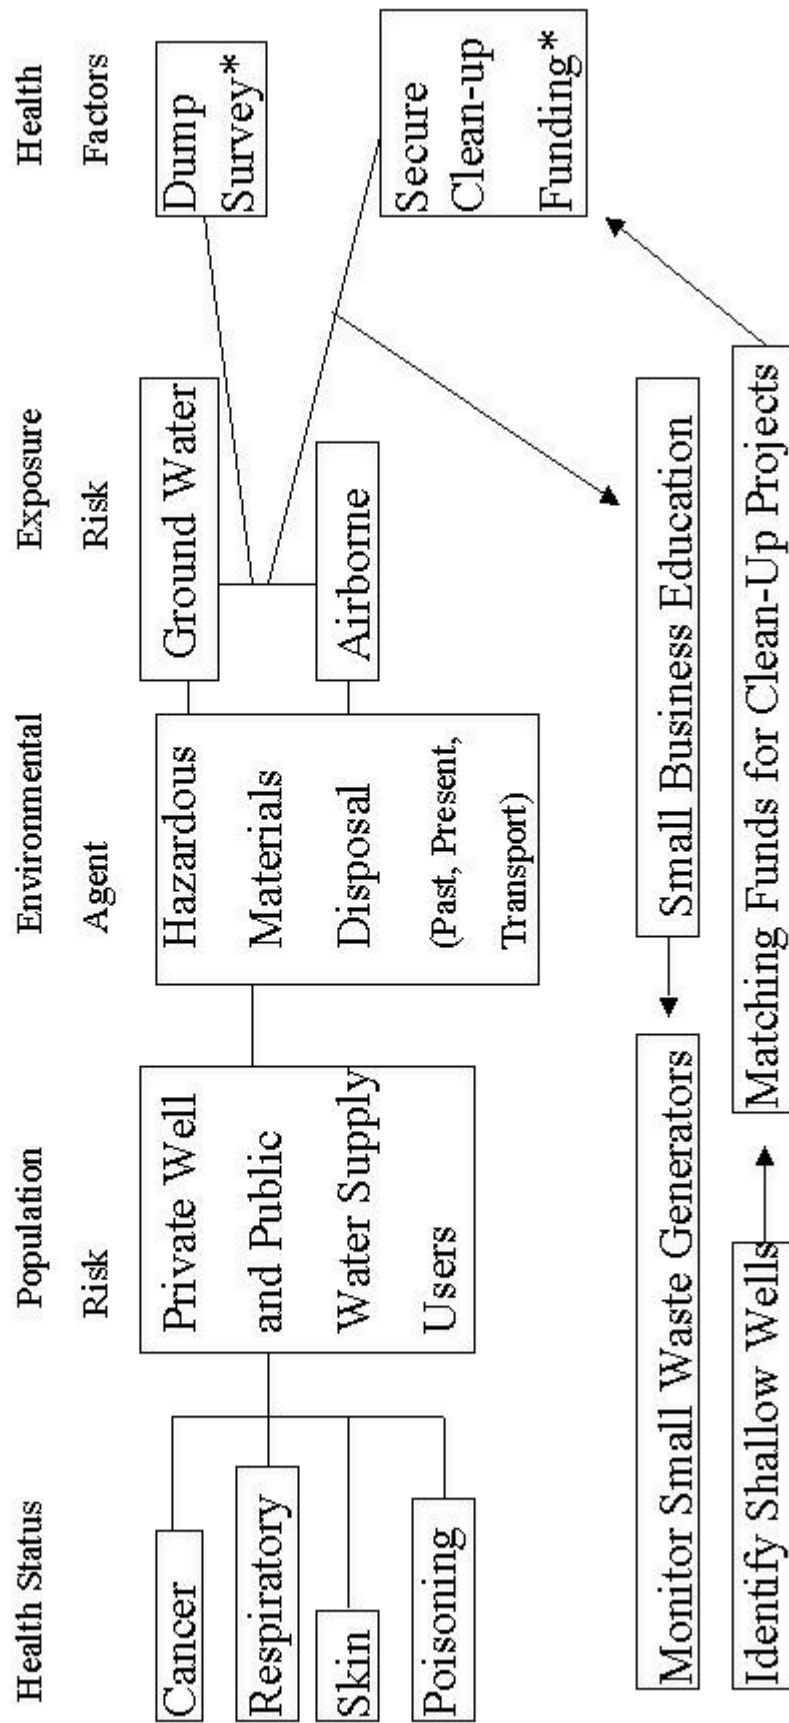 Health Status
Population
Risk
Environmental
Agent
Exposure
Risk
Health
Factors
Cancer
Respiratory
Skin
Poisoning
Private Well
and Public
Water Supply
Users
Hazardous
Materials
Disposal
(Past, Present,
Transport)
Ground Water
Airborne
Dump
Survey*
Secure
Clean-up
Funding*
Monitor Small Waste Generators
Small Business Education
Identify Shallow Wells
Matching Funds for Clean-Up Projects